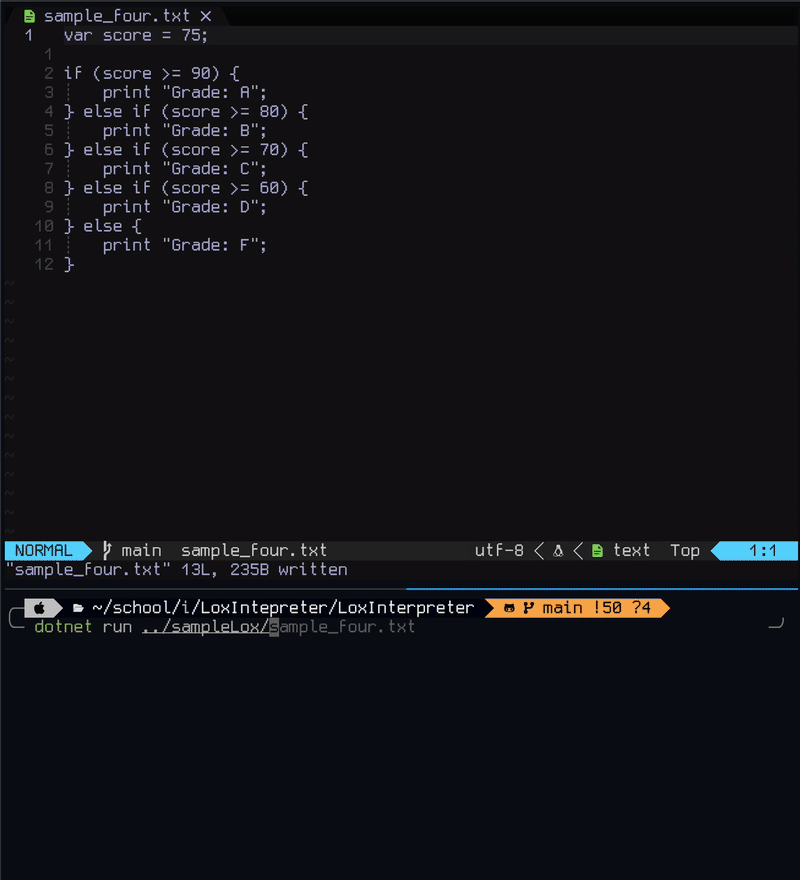 sample_four.txt ×
1 var score = 75;
1
2 if (score >= 90) {
3 print "Grade: A";
4 } else if (score >= 80) {
5 print "Grade: B";
6 } else if (score >= 70) {
7 print "Grade: C";
8 } else if (score >= 60) {
9 print "Grade: D";
10 } else {
11 print "Grade: F";
12 }
~
~
~
~
~
~
~
~
~
~
~
~
~
~
NORMAL main sample_four.txt utf-8 < < text Top 1:1
"sample_four.txt" 13L, 235B written
~/school/i/LoxIntepreter/LoxInterpreter main !50 ?4
dotnet run ../sampleLox/sample_four.txt